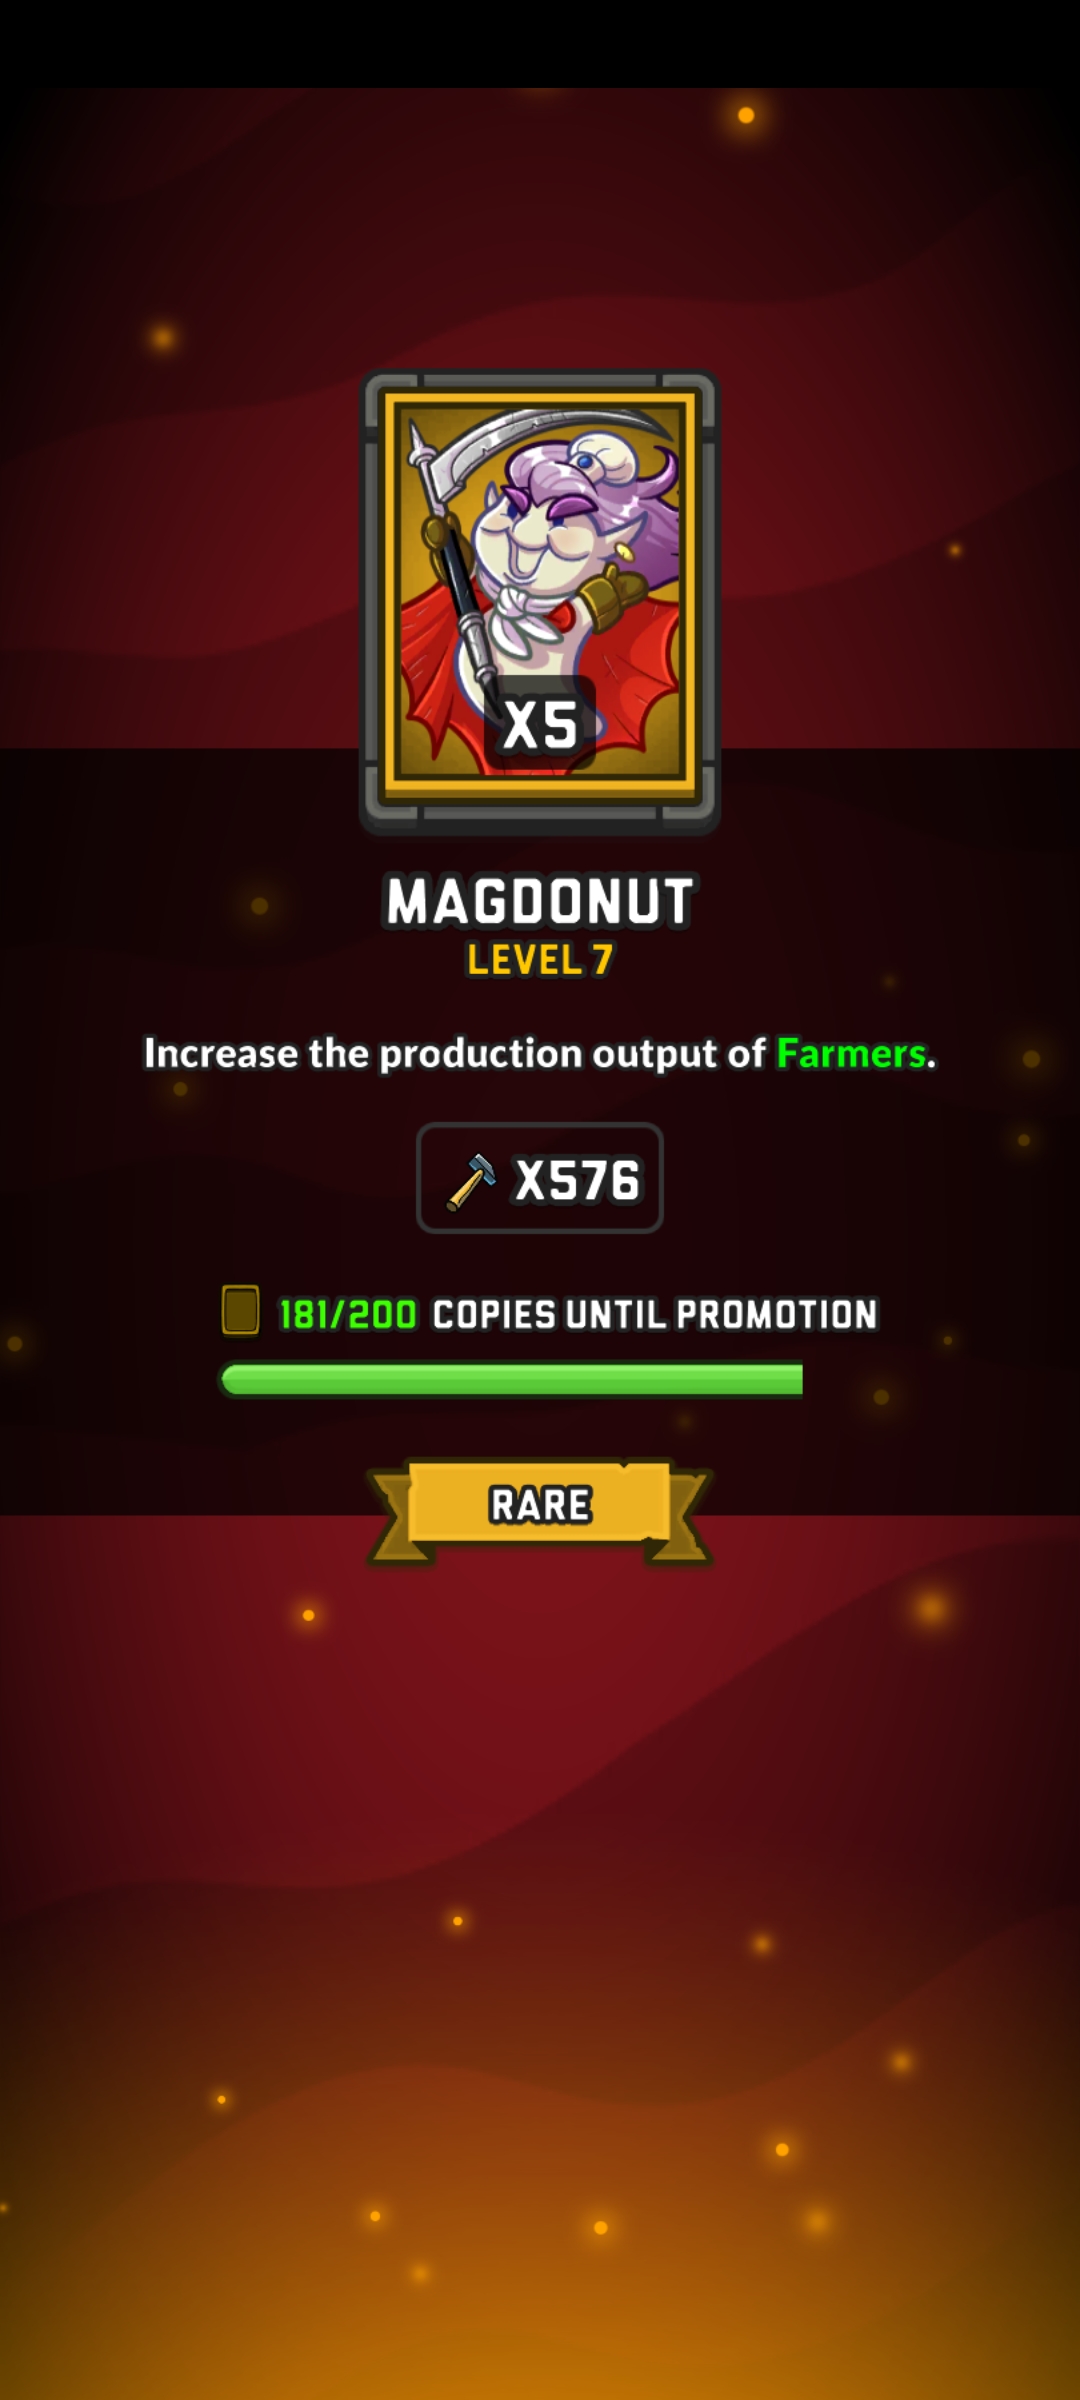 X5
MAGDONUT
LEVEL 7
Increase the production output of Farmers.
X576
181/200 COPIES UNTIL PROMOTION
RARE